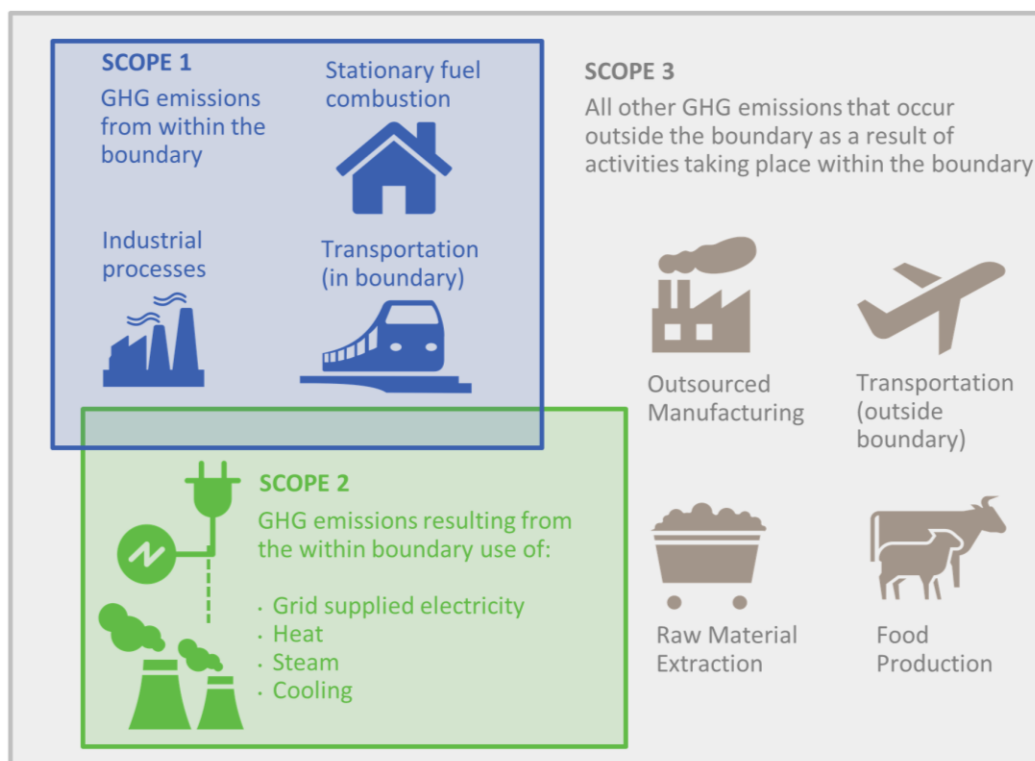 SCOPE 1
GHG emissions
from within the
boundary
Stationary fuel
combustion
Industrial
processes
Transportation
(in boundary)
SCOPE 2
GHG emissions resulting from
the within boundary use of:
· Grid supplied electricity
· Heat
· Steam
· Cooling
SCOPE 3
All other GHG emissions that occur
outside the boundary as a result of
activities taking place within the boundary
Outsourced
Manufacturing
Transportation
(outside
boundary)
Raw Material
Extraction
Food
Production